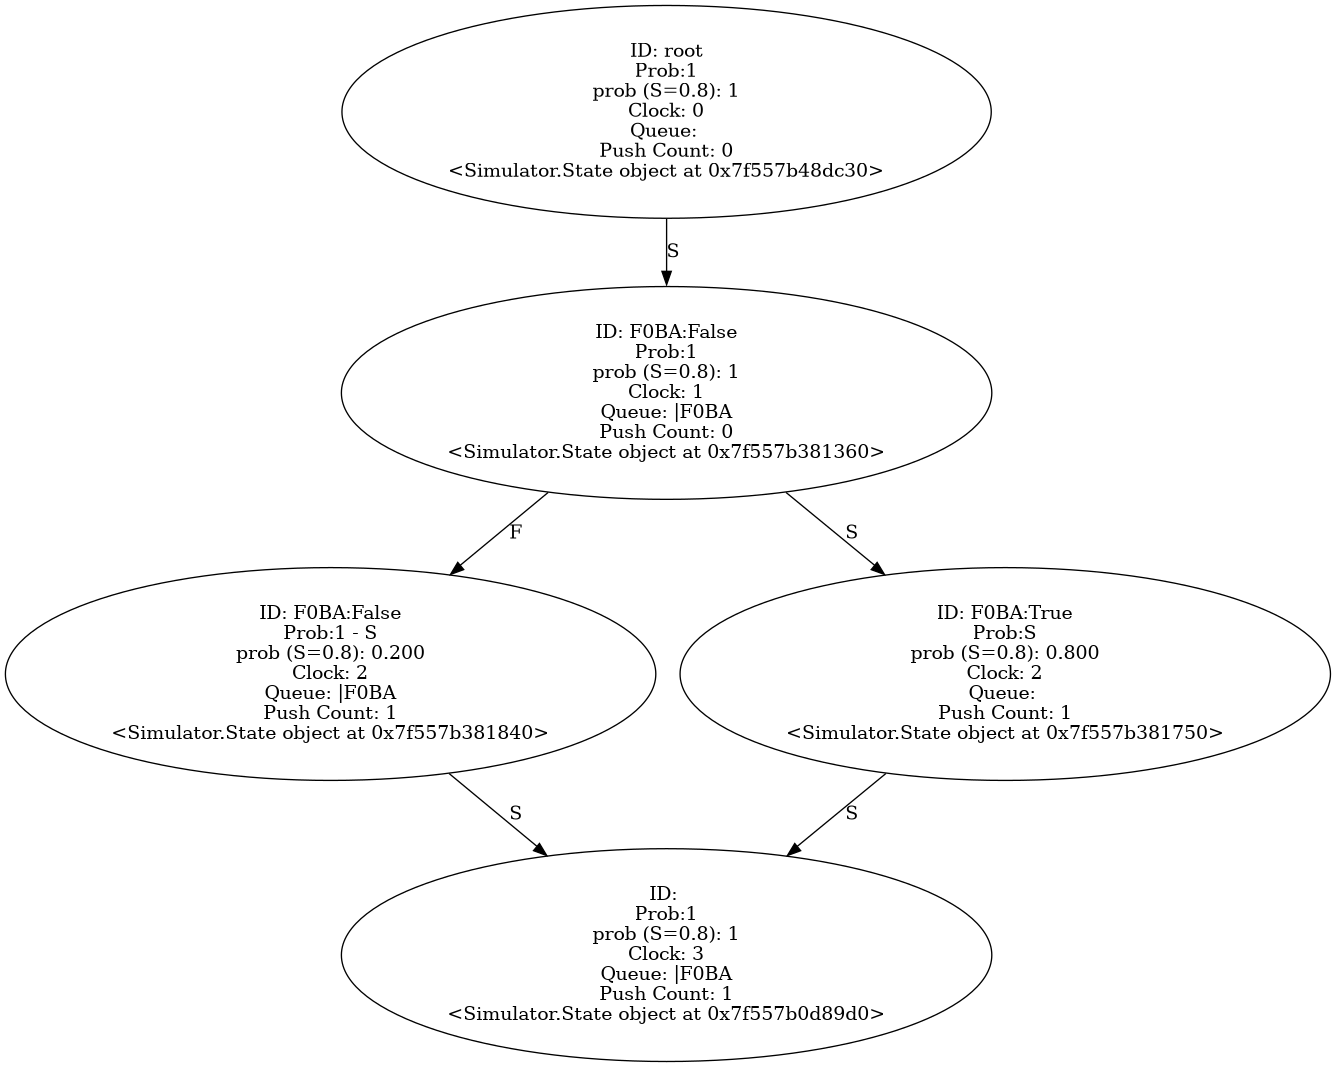 ID: root
Prob:1
prob (S=0.8): 1
Clock: 0
Queue:
Push Count: 0
<Simulator.State object at 0x7f557b48dc30>
S
ID: F0BA:False
Prob:1
prob (S=0.8): 1
Clock: 1
Queue: |F0BA
Push Count: 0
<Simulator.State object at 0x7f557b381360>
F
S
ID: F0BA:False
Prob:1 - S
prob (S=0.8): 0.200
Clock: 2
Queue: |F0BA
Push Count: 1
<Simulator.State object at 0x7f557b381840>
ID: F0BA:True
Prob:S
prob (S=0.8): 0.800
Clock: 2
Queue:
Push Count: 1
<Simulator.State object at 0x7f557b381750>
S
S
ID:
Prob:1
prob (S=0.8): 1
Clock: 3
Queue: |F0BA
Push Count: 1
<Simulator.State object at 0x7f557b0d89d0>